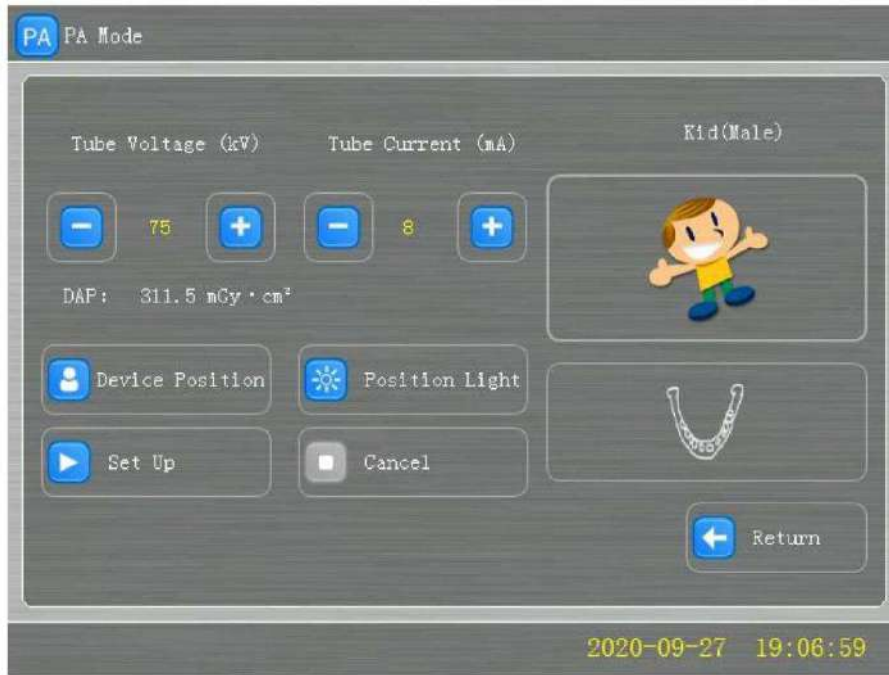 PA PA Mode
Tube Voltage (kV) Tube Current (mA) Kid(Male)
75 8
DAP: 311.5 mGy·cm²
Device Position Position Light
Set Up Cancel
Return
2020-09-27 19:06:59